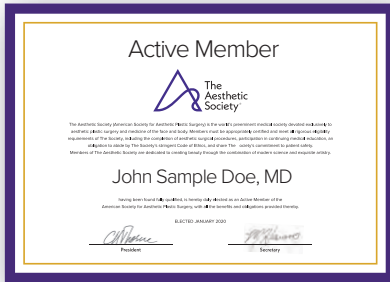 Active Member
The
Aesthetic
Society
The Aesthetic Society (American Society for Aesthetic Plastic Surgery) is the world's preeminent medical society devoted exclusively to
aesthetic plastic surgery and medicine of the face and body. Members must be appropriately certified and meet all rigorous eligibility
requirements of The Society, including the completion of aesthetic surgical procedures, participation in continuing medical education, an
obligation to abide by The Society's stringent Code of Ethics, and share The ociety's commitment to patient safety.
Members of The Aesthetic Society are dedicated to creating beauty through the combination of modern science and exquisite artistry.
John Sample Doe, MD
having been found fully qualified, is hereby duly elected as an Active Member of the
American Society for Aesthetic Plastic Surgery, with all the benefits and obligations provided thereby.
ELECTED JANUARY 2020
President
Secretary